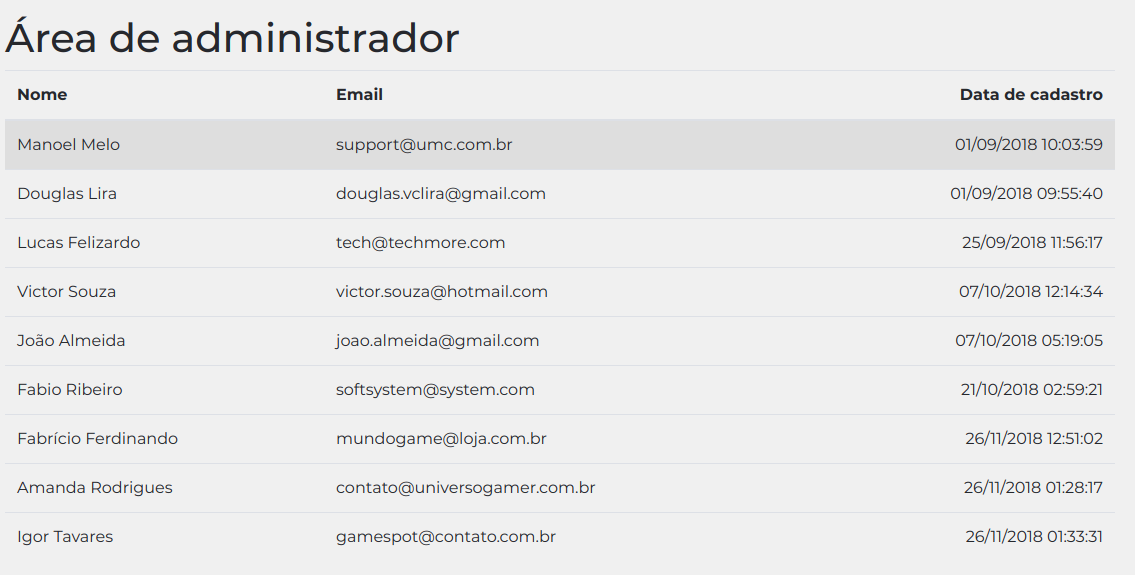 Área de administrador
Nome Email Data de cadastro
Manoel Melo support@umc.com.br 01/09/2018 10:03:59
Douglas Lira douglas.vclira@gmail.com 01/09/2018 09:55:40
Lucas Felizardo tech@techmore.com 25/09/2018 11:56:17
Victor Souza victor.souza@hotmail.com 07/10/2018 12:14:34
João Almeida joao.almeida@gmail.com 07/10/2018 05:19:05
Fabio Ribeiro softsystem@system.com 21/10/2018 02:59:21
Fabrício Ferdinando mundogame@loja.com.br 26/11/2018 12:51:02
Amanda Rodrigues contato@universogamer.com.br 26/11/2018 01:28:17
Igor Tavares gamespot@contato.com.br 26/11/2018 01:33:31